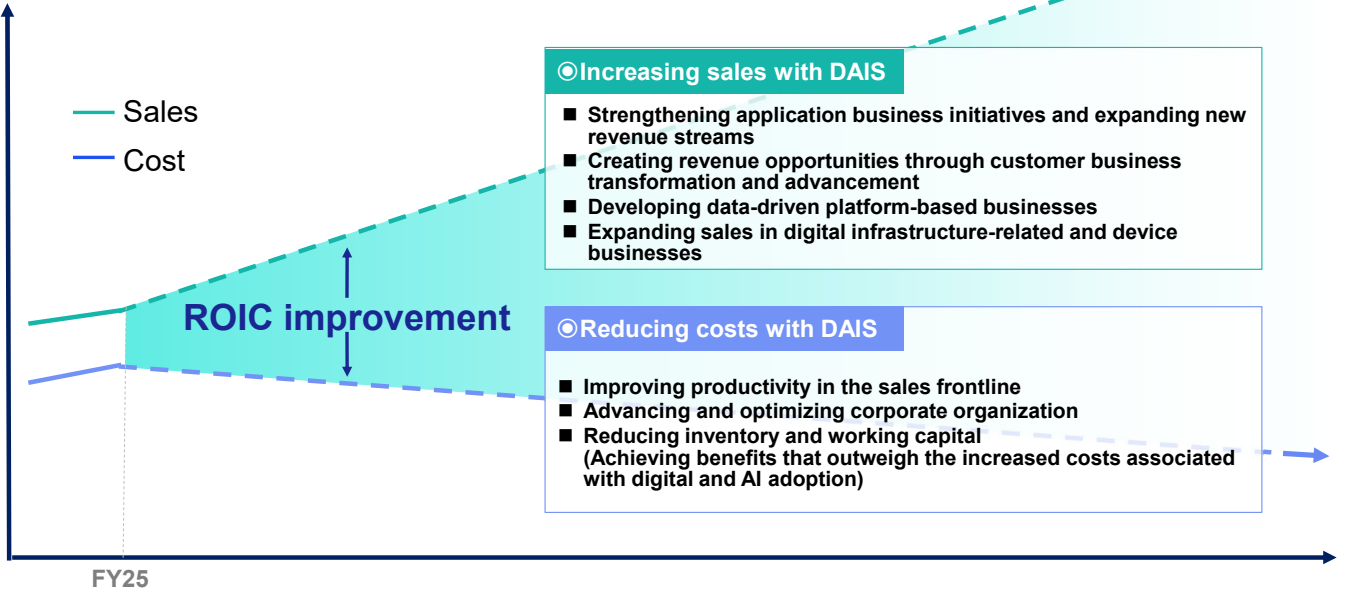 Sales
Cost
◉Increasing sales with DAIS
■ Strengthening application business initiatives and expanding new
revenue streams
■ Creating revenue opportunities through customer business
transformation and advancement
■ Developing data-driven platform-based businesses
■ Expanding sales in digital infrastructure-related and device
businesses
ROIC improvement
◉Reducing costs with DAIS
■ Improving productivity in the sales frontline
■ Advancing and optimizing corporate organization
■ Reducing inventory and working capital
(Achieving benefits that outweigh the increased costs associated
with digital and AI adoption)
FY25